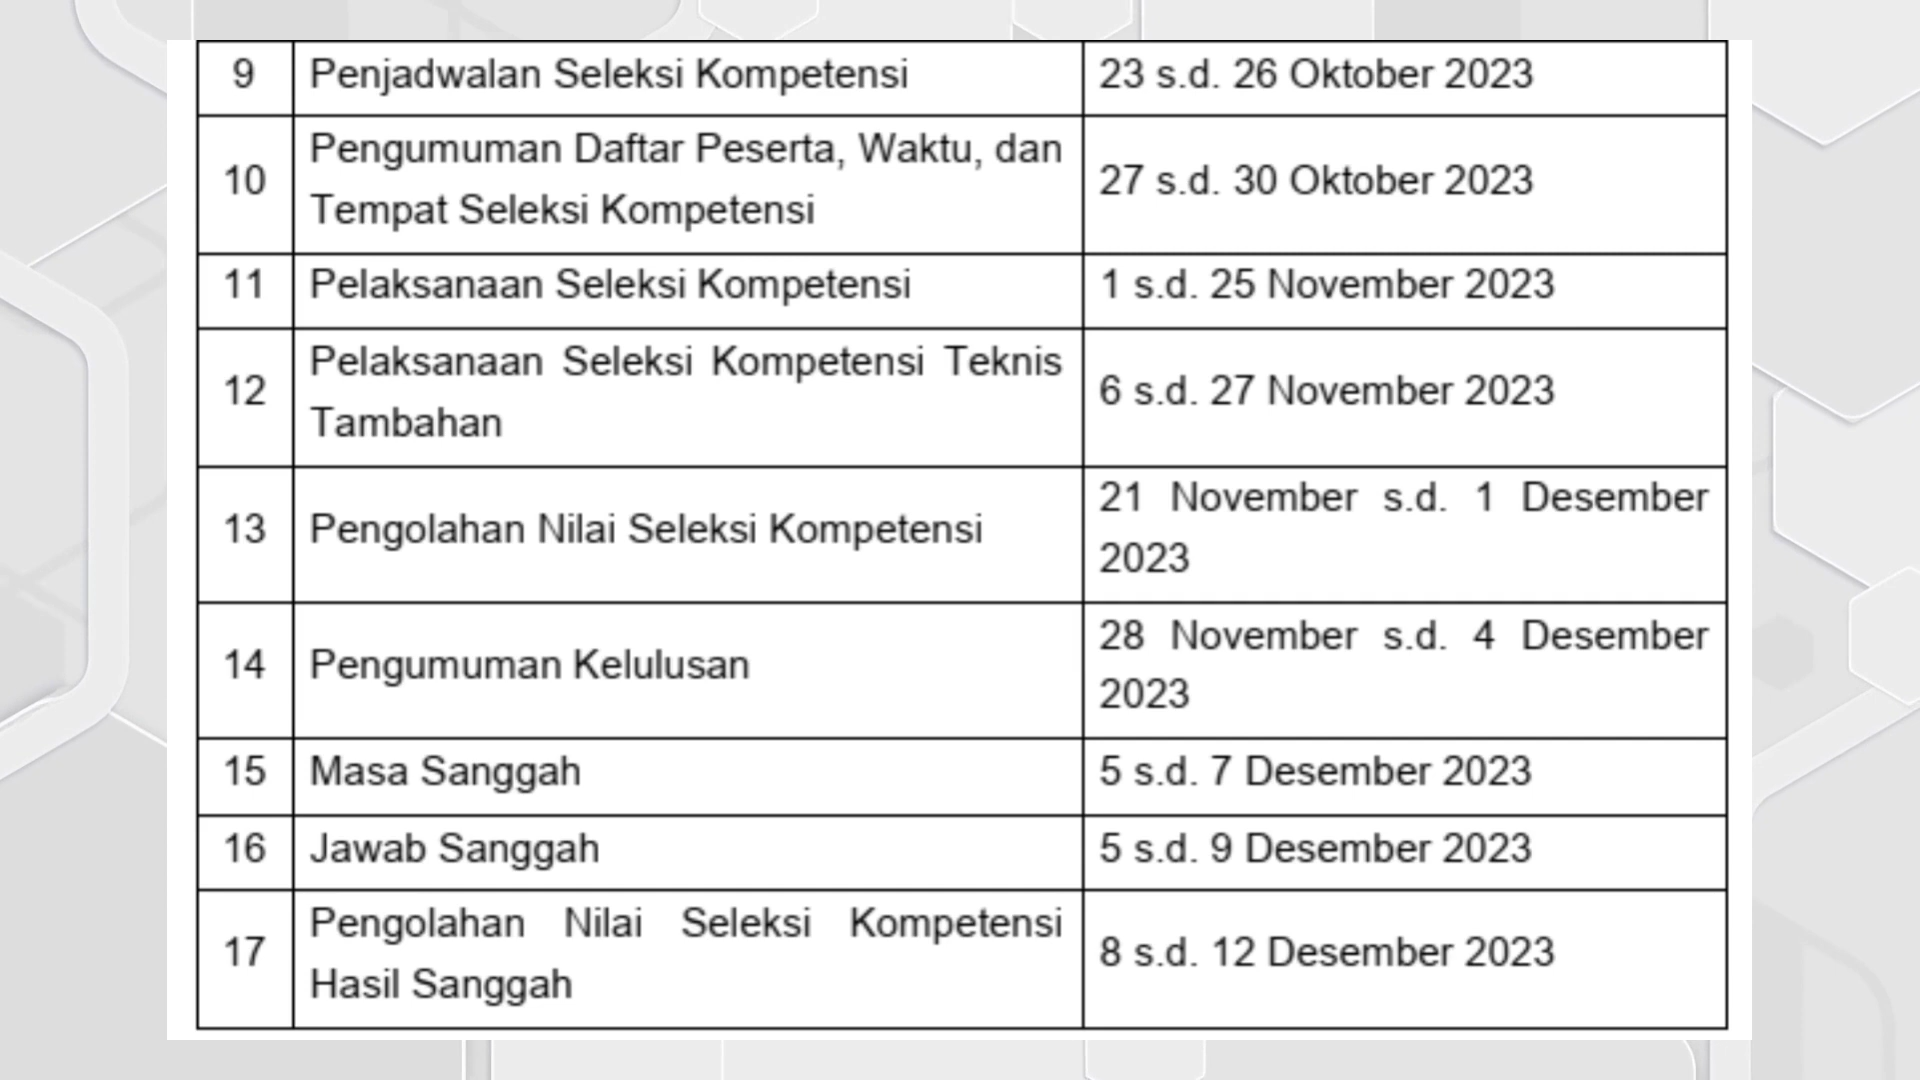 9 Penjadwalan Seleksi Kompetensi 23 s.d. 26 Oktober 2023
10 Pengumuman Daftar Peserta, Waktu, dan
Tempat Seleksi Kompetensi 27 s.d. 30 Oktober 2023
11 Pelaksanaan Seleksi Kompetensi 1 s.d. 25 November 2023
12 Pelaksanaan Seleksi Kompetensi Teknis
Tambahan 6 s.d. 27 November 2023
13 Pengolahan Nilai Seleksi Kompetensi 21 November s.d. 1 Desember
2023
14 Pengumuman Kelulusan 28 November s.d. 4 Desember
2023
15 Masa Sanggah 5 s.d. 7 Desember 2023
16 Jawab Sanggah 5 s.d. 9 Desember 2023
17 Pengolahan Nilai Seleksi Kompetensi
Hasil Sanggah 8 s.d. 12 Desember 2023